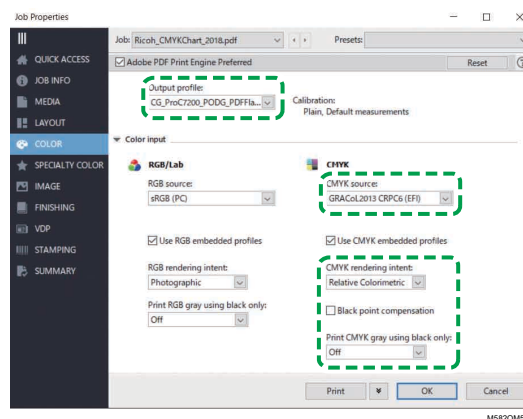 Job Properties
Job: Ricoh_CMYKChart_2018.pdf
Presets:
QUICK ACCESS
JOB INFO
MEDIA
LAYOUT
COLOR
SPECIALTY COLOR
IMAGE
FINISHING
VDP
STAMPING
SUMMARY
Adobe PDF Print Engine Preferred
Reset
Output profile:
CG_ProC7200_PODG_PDFFla...
Calibration:
Plain, Default measurements
Color input
RGB/Lab
RGB source:
sRGB (PC)
Use RGB embedded profiles
RGB rendering intent:
Photographic
Print RGB gray using black only:
Off
CMYK
CMYK source:
GRACoL2013 CRPC6 (EFI)
Use CMYK embedded profiles
CMYK rendering intent:
Relative Colorimetric
Black point compensation
Print CMYK gray using black only:
Off
Print
OK
Cancel